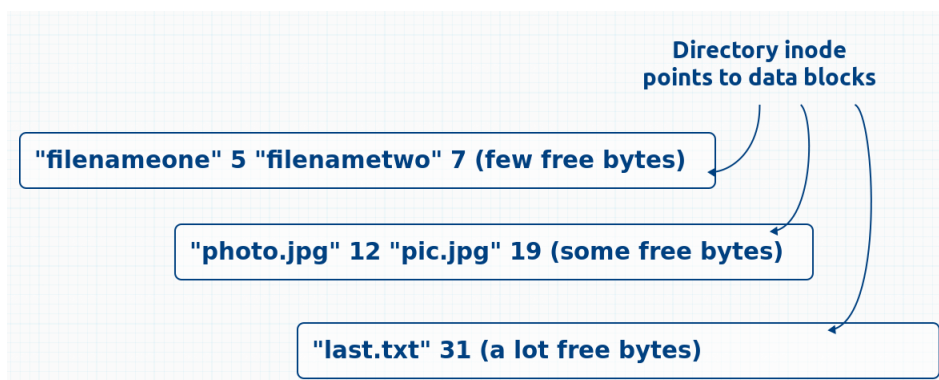 Directory inode
points to data blocks
"filenameone" 5 "filenametwo" 7 (few free bytes)
"photo.jpg" 12 "pic.jpg" 19 (some free bytes)
"last.txt" 31 (a lot free bytes)